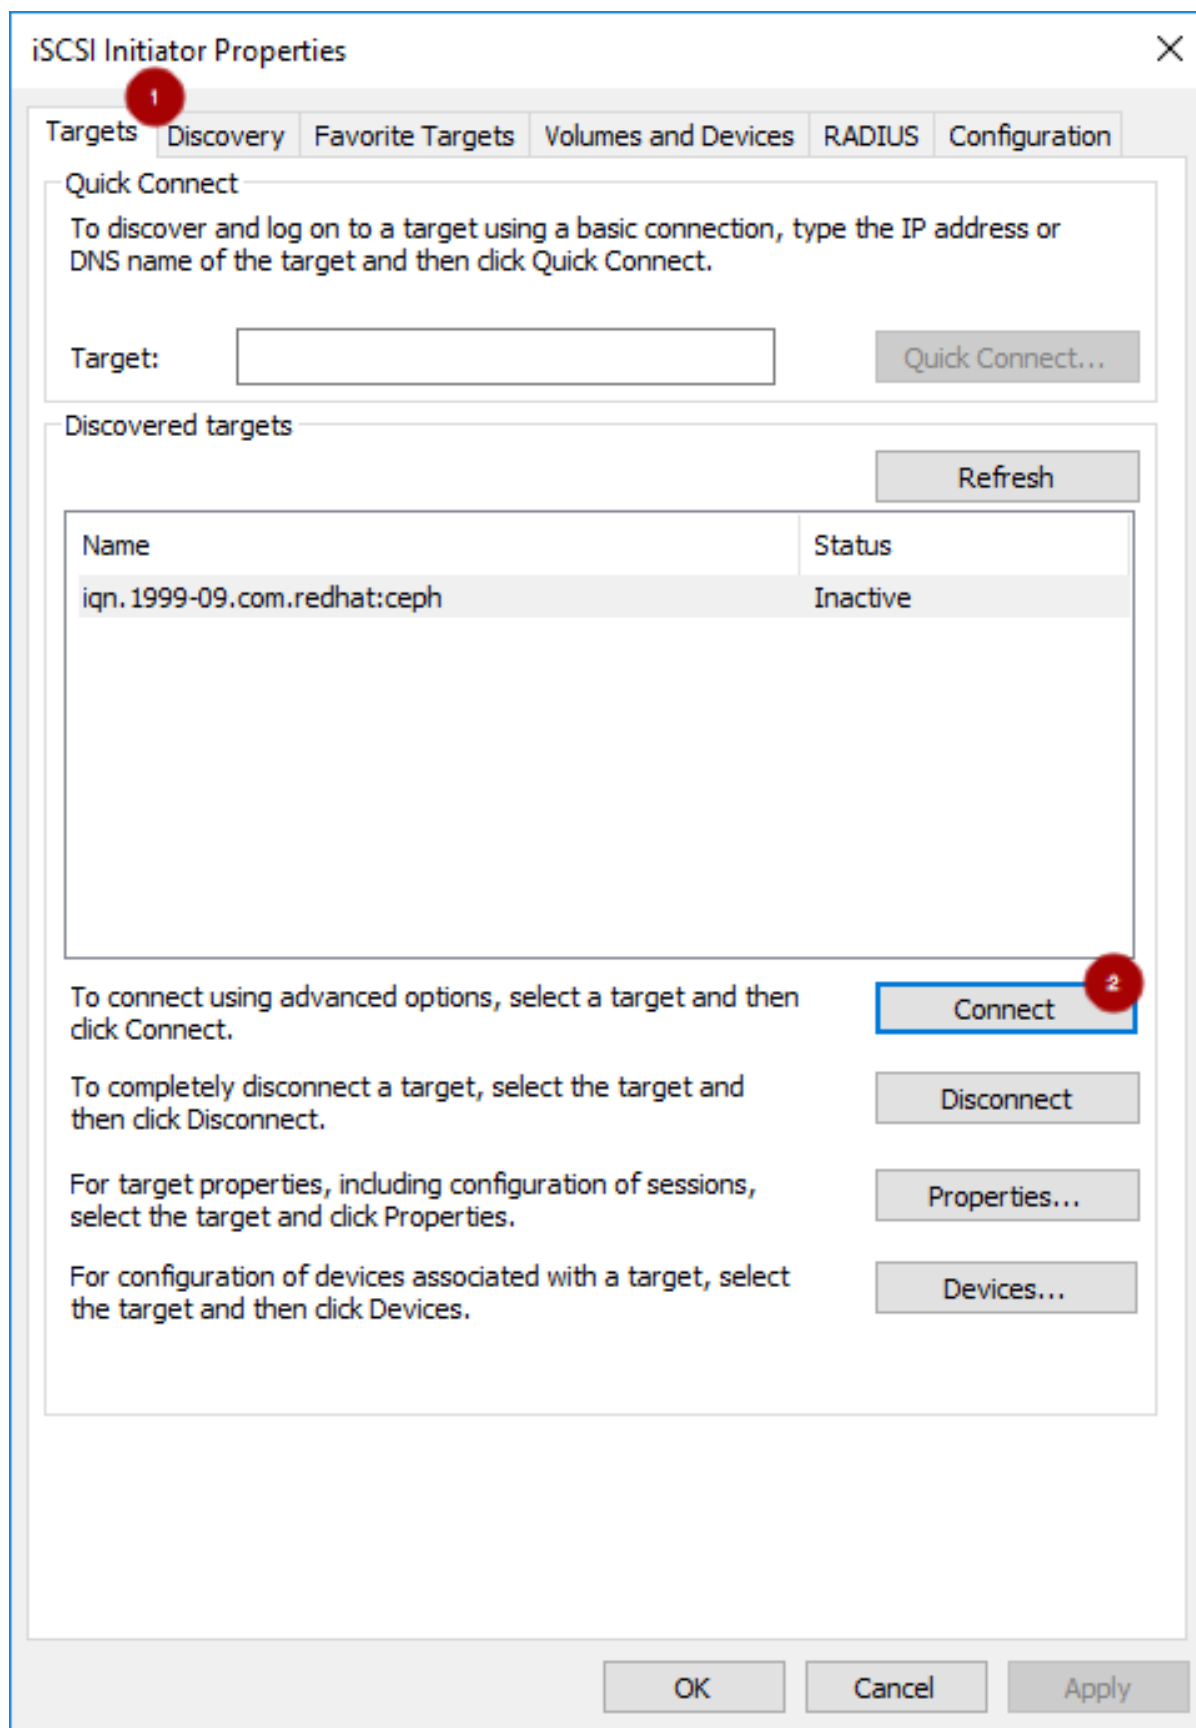 iSCSI Initiator Properties
1
Targets Discovery Favorite Targets Volumes and Devices RADIUS Configuration
Quick Connect
To discover and log on to a target using a basic connection, type the IP address or
DNS name of the target and then click Quick Connect.
Target: Quick Connect...
Discovered targets
Refresh
Name Status
iqn.1999-09.com.redhat:ceph Inactive
2
To connect using advanced options, select a target and then
click Connect.
Connect
To completely disconnect a target, select the target and
then click Disconnect.
Disconnect
For target properties, including configuration of sessions,
select the target and click Properties.
Properties...
For configuration of devices associated with a target, select
the target and then click Devices.
Devices...
OK Cancel Apply